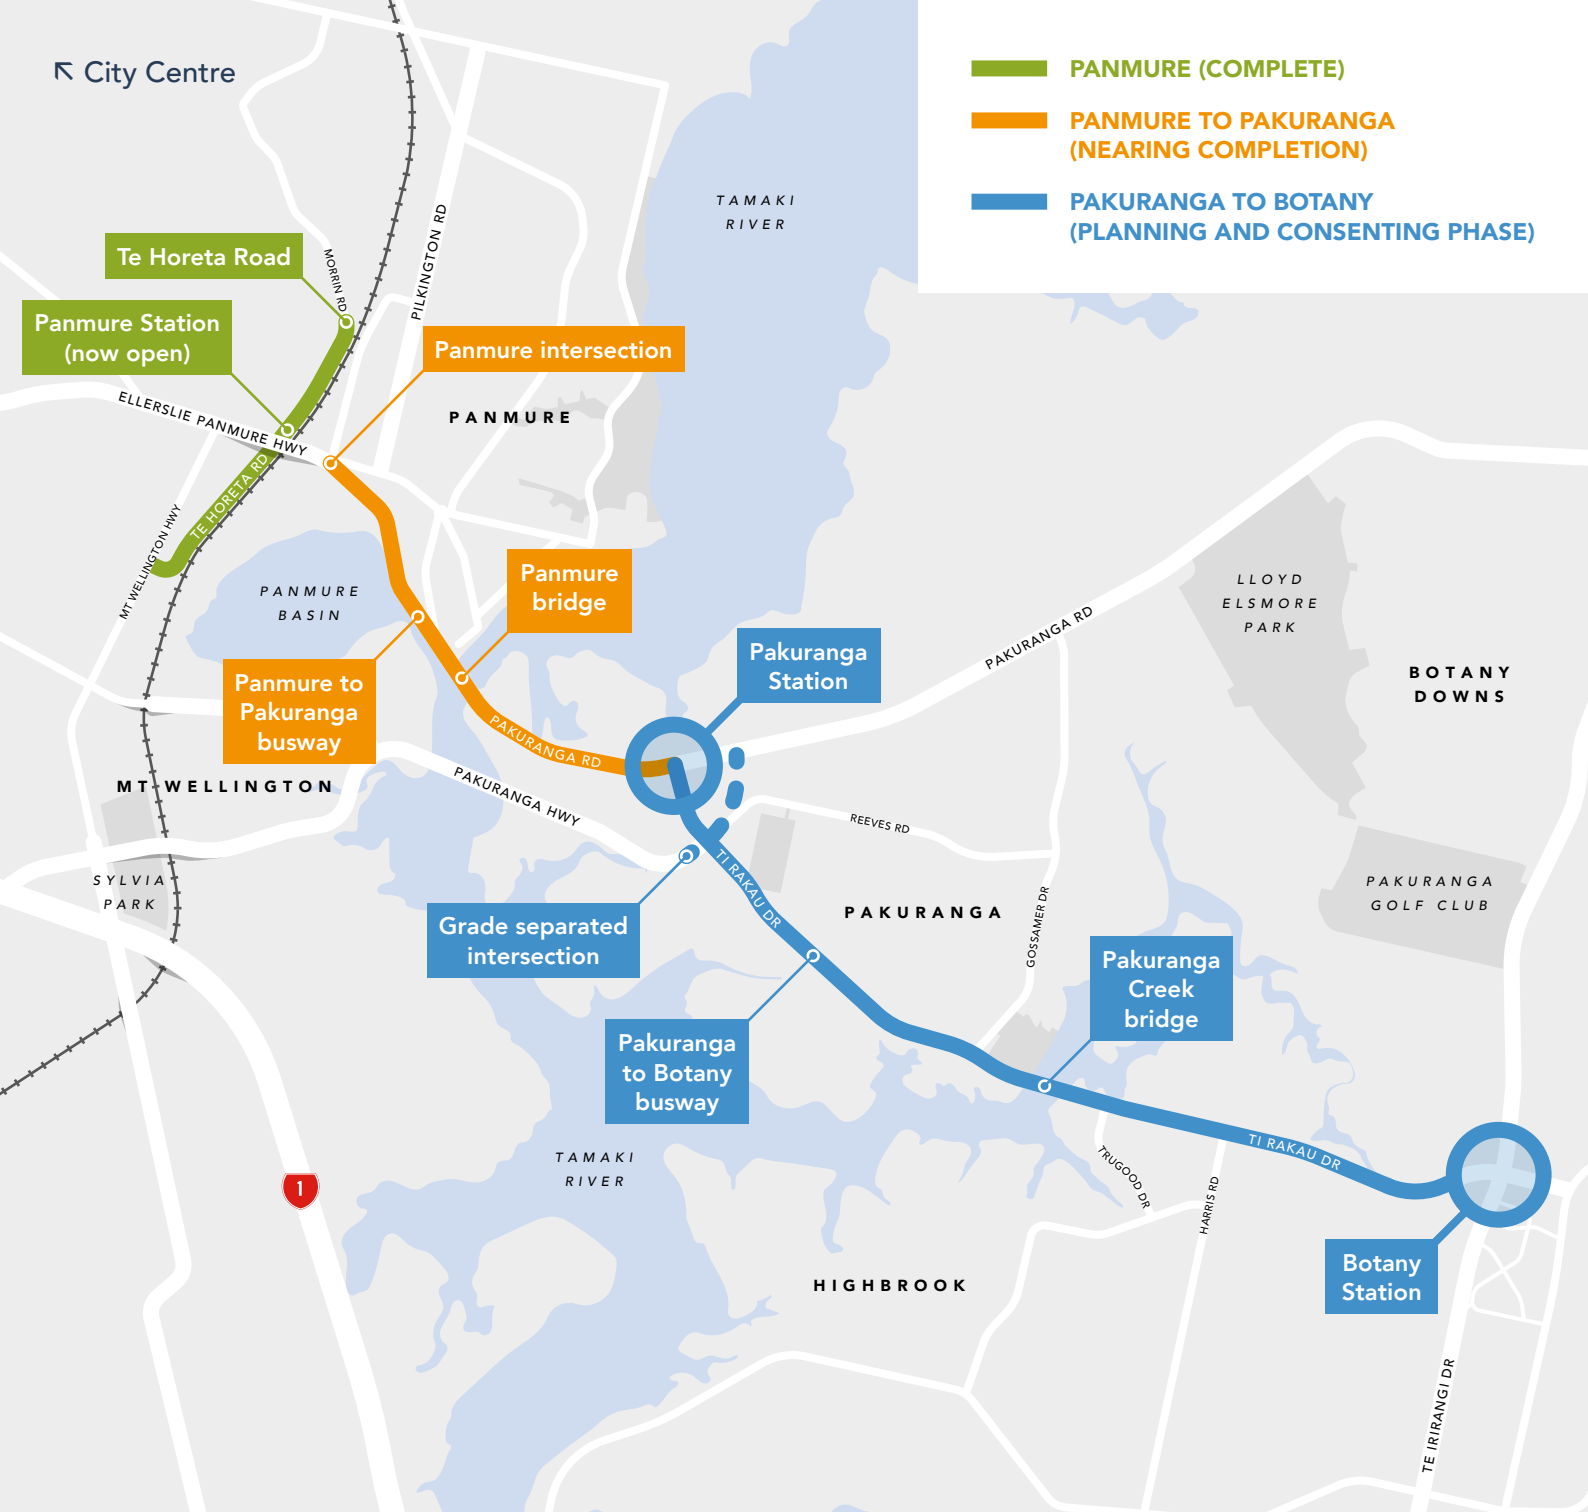 City Centre
PANMURE (COMPLETE)
PANMURE TO PAKURANGA
(NEARING COMPLETION)
PAKURANGA TO BOTANY
(PLANNING AND CONSENTING PHASE)
TAMAKI
RIVER
Te Horeta Road
MORRIN RD
PILKINGTON RD
Panmure Station
(now open)
Panmure intersection
ELLERSLIE PANMURE HWY
PANMURE
TE HORETA RD
MT WELLINGTON HWY
PANMURE
BASIN
Panmure
bridge
LLOYD
ELSMORE
PARK
PAKURANGA RD
Pakuranga
Station
BOTANY
DOWNS
Panmure to
Pakuranga
busway
PAKURANGA RD
MT WELLINGTON
PAKURANGA HWY
REEVES RD
TI RAKAU DR
SYLVIA
PARK
PAKURANGA
GOLF CLUB
PAKURANGA
GOSSAMER DR
Grade separated
intersection
Pakuranga
Creek
bridge
Pakuranga
to Botany
busway
TAMAKI
RIVER
TI RAKAU DR
TRUGOOD DR
HARRIS RD
1
HIGHBROOK
Botany
Station
TE IRIRANGI DR